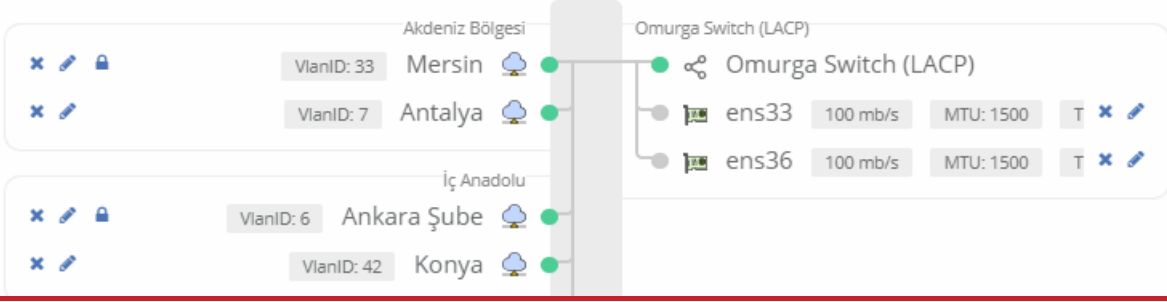 Akdeniz Bölgesi
VlanID: 33 Mersin
VlanID: 7 Antalya
İç Anadolu
VlanID: 6 Ankara Şube
VlanID: 42 Konya
Omurga Switch (LACP)
Omurga Switch (LACP)
ens33 100 mb/s MTU: 1500 T
ens36 100 mb/s MTU: 1500 T